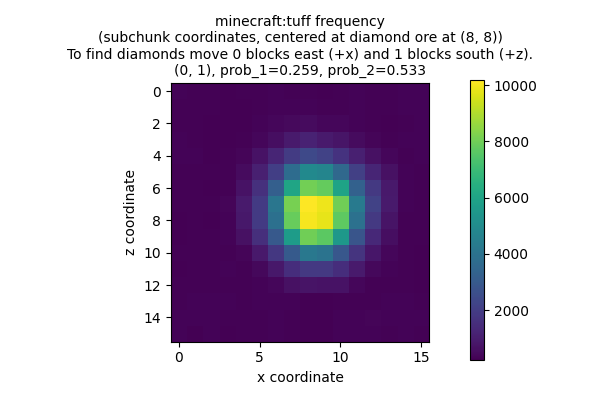 minecraft:tuff frequency
(subchunk coordinates, centered at diamond ore at (8, 8))
To find diamonds move 0 blocks east (+x) and 1 blocks south (+z).
(0, 1), prob_1=0.259, prob_2=0.533
0
2
4
6
8
10
12
14
z coordinate
0
5
10
15
x coordinate
10000
8000
6000
4000
2000